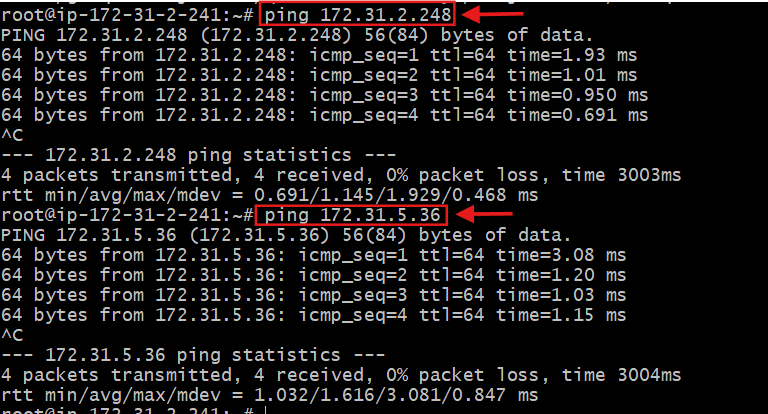 root@ip-172-31-2-241:~# ping 172.31.2.248
PING 172.31.2.248 (172.31.2.248) 56(84) bytes of data.
64 bytes from 172.31.2.248: icmp_seq=1 ttl=64 time=1.93 ms
64 bytes from 172.31.2.248: icmp_seq=2 ttl=64 time=1.01 ms
64 bytes from 172.31.2.248: icmp_seq=3 ttl=64 time=0.950 ms
64 bytes from 172.31.2.248: icmp_seq=4 ttl=64 time=0.691 ms
^C
--- 172.31.2.248 ping statistics ---
4 packets transmitted, 4 received, 0% packet loss, time 3003ms
rtt min/avg/max/mdev = 0.691/1.145/1.929/0.468 ms
root@ip-172-31-2-241:~# ping 172.31.5.36
PING 172.31.5.36 (172.31.5.36) 56(84) bytes of data.
64 bytes from 172.31.5.36: icmp_seq=1 ttl=64 time=3.08 ms
64 bytes from 172.31.5.36: icmp_seq=2 ttl=64 time=1.20 ms
64 bytes from 172.31.5.36: icmp_seq=3 ttl=64 time=1.03 ms
64 bytes from 172.31.5.36: icmp_seq=4 ttl=64 time=1.15 ms
^C
--- 172.31.5.36 ping statistics ---
4 packets transmitted, 4 received, 0% packet loss, time 3004ms
rtt min/avg/max/mdev = 1.032/1.616/3.081/0.847 ms
root@ip-172-31-2-241:~#